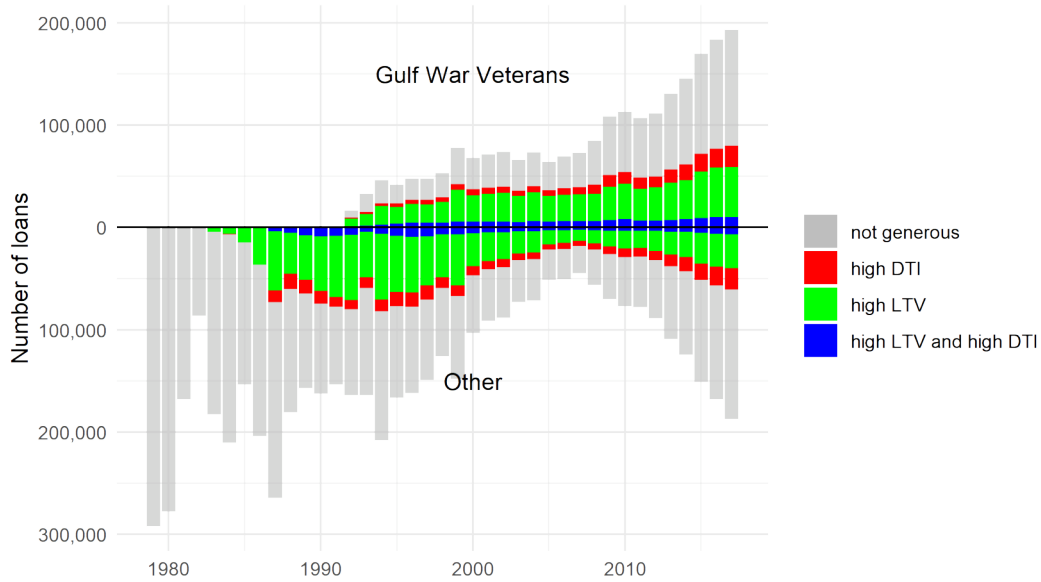 200,000
Gulf War Veterans
100,000
0
100,000
Other
200,000
300,000
Number of loans
1980
1990
2000
2010
not generous
high DTI
high LTV
high LTV and high DTI